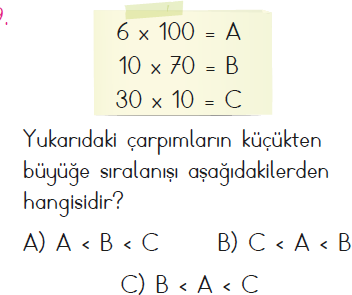 9.
6 x 100 = A
10 x 70 = B
30 x 10 = C
Yukarıdaki çarpımların küçükten
büyüğe sıralanışı aşağıdakilerden
hangisidir?
A) A < B < C B) C < A < B
C) B < A < C